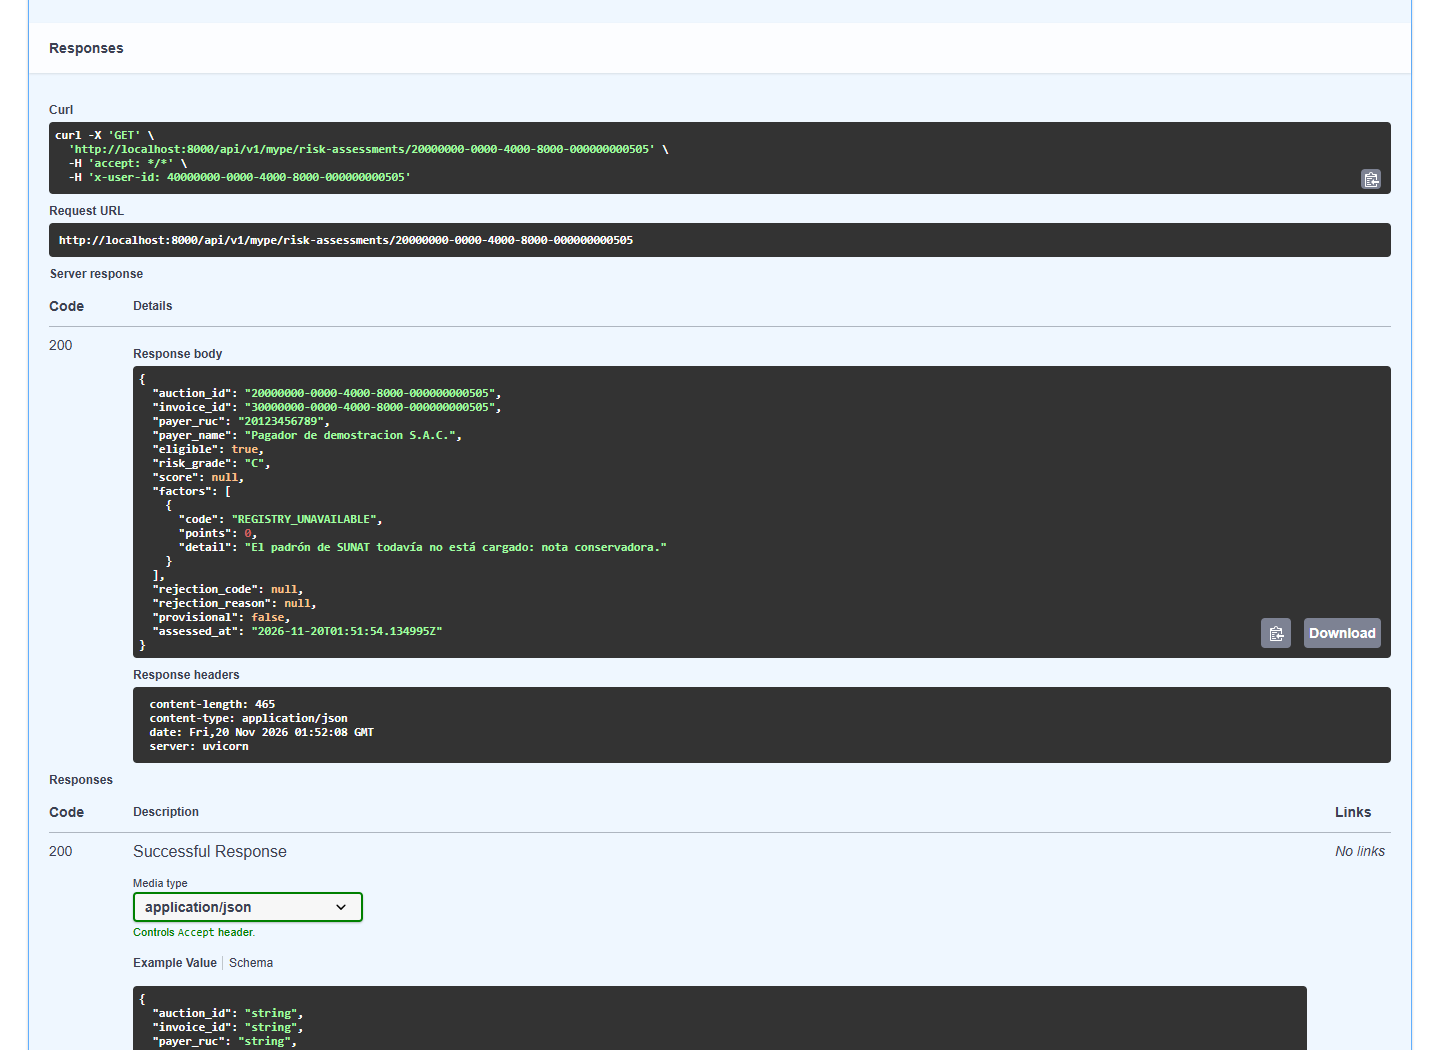 Responses
Curl
curl -X 'GET' \
  'http://localhost:8000/api/v1/mype/risk-assessments/20000000-0000-4000-8000-000000000505' \
  -H 'accept: */*' \
  -H 'x-user-id: 40000000-0000-4000-8000-000000000505'
Request URL
http://localhost:8000/api/v1/mype/risk-assessments/20000000-0000-4000-8000-000000000505
Server response
Code Details
200
Response body
{
  "auction_id": "20000000-0000-4000-8000-000000000505",
  "invoice_id": "30000000-0000-4000-8000-000000000505",
  "payer_ruc": "20123456789",
  "payer_name": "Pagador de demostracion S.A.C.",
  "eligible": true,
  "risk_grade": "C",
  "score": null,
  "factors": [
    {
      "code": "REGISTRY_UNAVAILABLE",
      "points": 0,
      "detail": "El padrón de SUNAT todavía no está cargado: nota conservadora."
    }
  ],
  "rejection_code": null,
  "rejection_reason": null,
  "provisional": false,
  "assessed_at": "2026-11-20T01:51:54.134995Z"
}
Download
Response headers
content-length: 465
content-type: application/json
date: Fri,20 Nov 2026 01:52:08 GMT
server: uvicorn
Responses
Code Description Links
200 Successful Response No links
Media type
application/json
Controls Accept header.
Example Value Schema
{
  "auction_id": "string",
  "invoice_id": "string",
  "payer_ruc": "string",